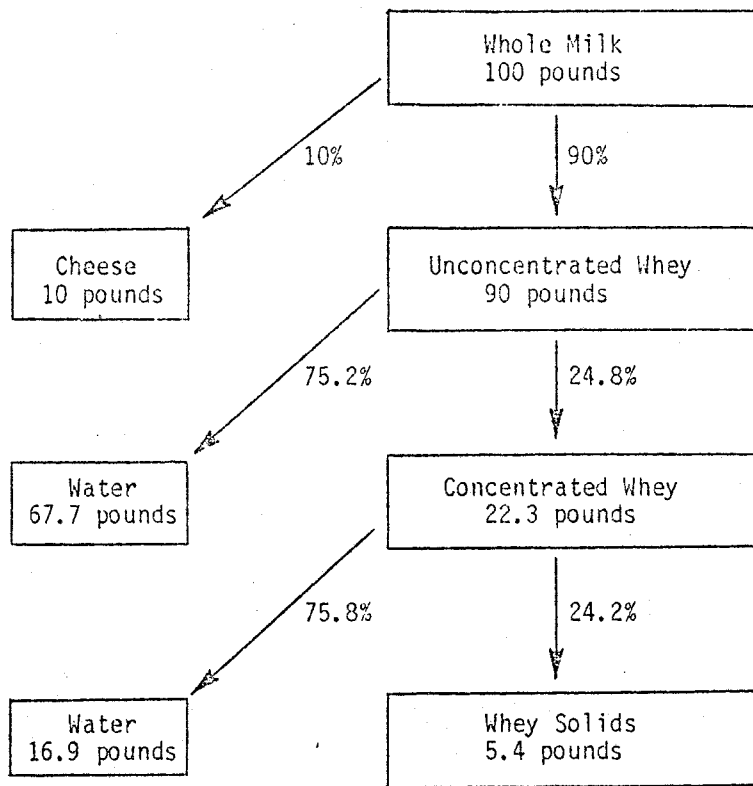 Whole Milk
100 pounds
10%
90%
Cheese
10 pounds
Unconcentrated Whey
90 pounds
75.2%
24.8%
Water
67.7 pounds
Concentrated Whey
22.3 pounds
75.8%
24.2%
Water
16.9 pounds
Whey Solids
5.4 pounds